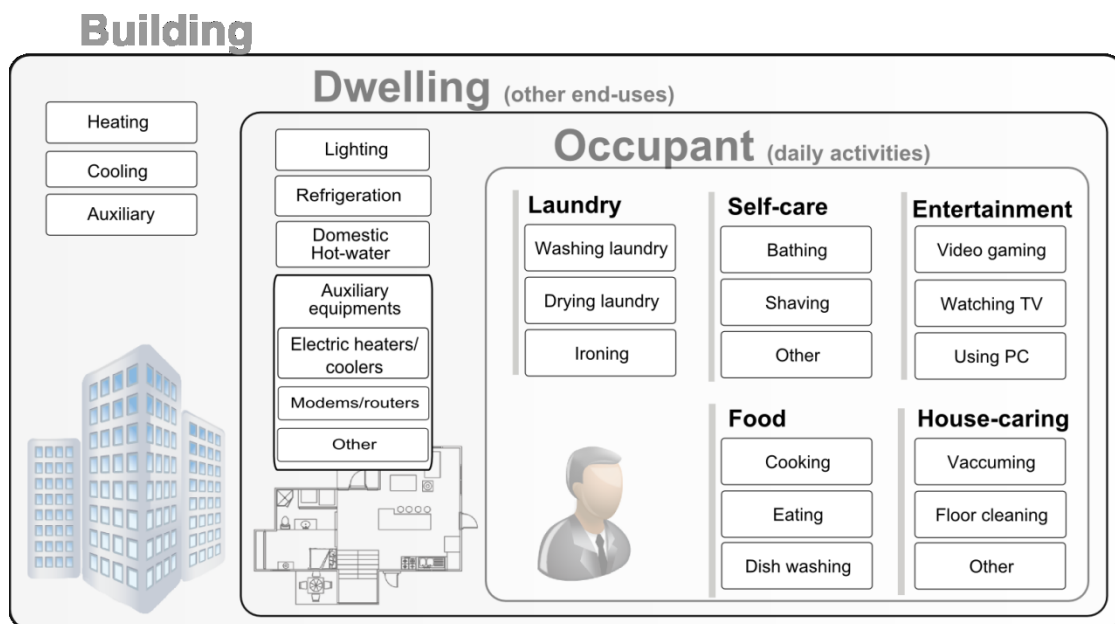 Building
Dwelling (other end-uses)
Heating
Cooling
Auxiliary
Lighting
Refrigeration
Domestic
Hot-water
Auxiliary
equipments
Electric heaters/
coolers
Modems/routers
Other
Occupant (daily activities)
Laundry
Washing laundry
Drying laundry
Ironing
Self-care
Bathing
Shaving
Other
Entertainment
Video gaming
Watching TV
Using PC
Food
Cooking
Eating
Dish washing
House-caring
Vaccuming
Floor cleaning
Other